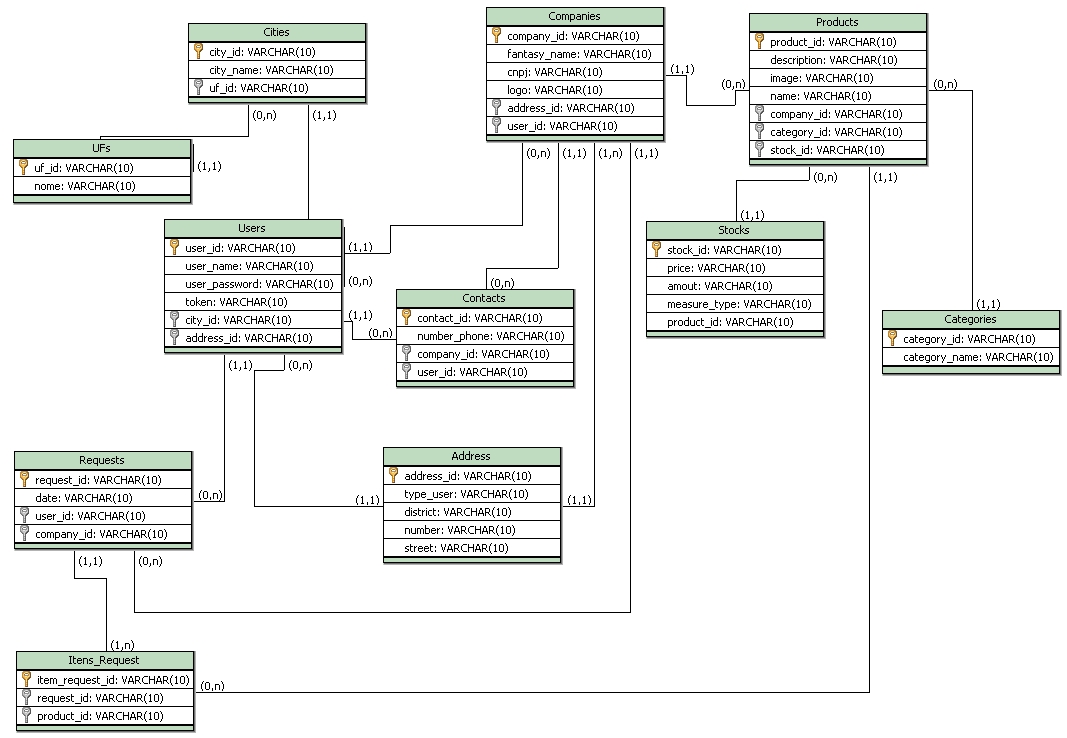 Cities
city_id: VARCHAR(10)
city_name: VARCHAR(10)
uf_id: VARCHAR(10)
(0,n)
(1,1)
UFs
uf_id: VARCHAR(10)
nome: VARCHAR(10)
(1,1)
Companies
company_id: VARCHAR(10)
fantasy_name: VARCHAR(10)
cnpj: VARCHAR(10)
logo: VARCHAR(10)
address_id: VARCHAR(10)
user_id: VARCHAR(10)
(1,1)
(0,n)
(0,n)
(1,1)
(1,n)
(1,1)
Products
product_id: VARCHAR(10)
description: VARCHAR(10)
image: VARCHAR(10)
name: VARCHAR(10)
company_id: VARCHAR(10)
category_id: VARCHAR(10)
stock_id: VARCHAR(10)
(0,n)
(0,n)
(1,1)
Users
user_id: VARCHAR(10)
user_name: VARCHAR(10)
user_password: VARCHAR(10)
token: VARCHAR(10)
city_id: VARCHAR(10)
address_id: VARCHAR(10)
(1,1)
(0,n)
(1,1)
(0,n)
(1,1)
(0,n)
(0,n)
Contacts
contact_id: VARCHAR(10)
number_phone: VARCHAR(10)
company_id: VARCHAR(10)
user_id: VARCHAR(10)
(1,1)
Stocks
stock_id: VARCHAR(10)
price: VARCHAR(10)
amout: VARCHAR(10)
measure_type: VARCHAR(10)
product_id: VARCHAR(10)
(1,1)
Categories
category_id: VARCHAR(10)
category_name: VARCHAR(10)
Requests
request_id: VARCHAR(10)
date: VARCHAR(10)
user_id: VARCHAR(10)
company_id: VARCHAR(10)
(0,n)
(1,1)
(0,n)
Address
address_id: VARCHAR(10)
type_user: VARCHAR(10)
district: VARCHAR(10)
number: VARCHAR(10)
street: VARCHAR(10)
(1,1)
(1,1)
(1,n)
Itens_Request
item_request_id: VARCHAR(10)
request_id: VARCHAR(10)
product_id: VARCHAR(10)
(0,n)